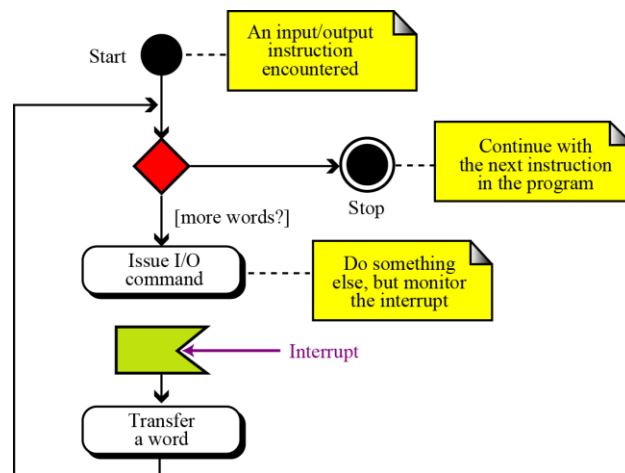 Start
An input/output
instruction
encountered
Continue with
the next instruction
in the program
Stop
[more words?]
Issue I/O
command
Do something
else, but monitor
the interrupt
Interrupt
Transfer
a word